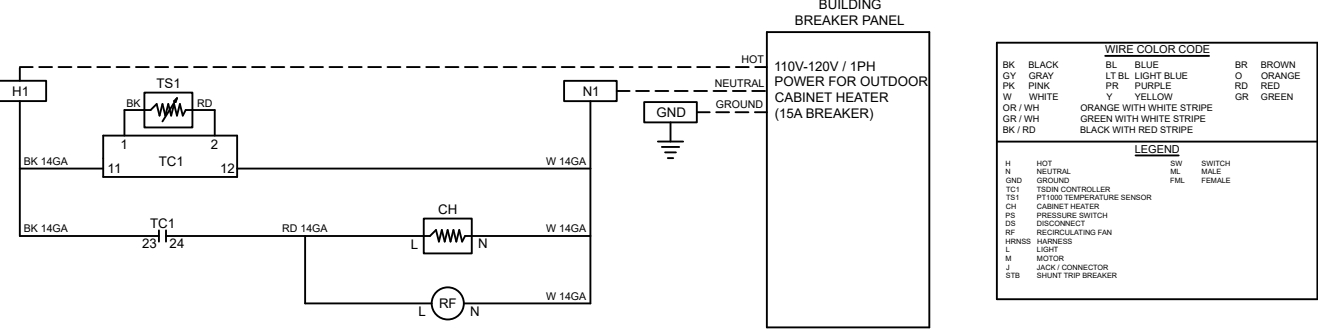 BUILDING
BREAKER PANEL
HOT
110V-120V / 1PH
POWER FOR OUTDOOR
CABINET HEATER
(15A BREAKER)
NEUTRAL
GROUND
H1
TS1
BK
RD
1
2
TC1
11
12
BK 14GA
W 14GA
N1
GND
BK 14GA
TC1
23
24
RD 14GA
CH
L
N
W 14GA
RF
L
N
W 14GA
WIRE COLOR CODE
BK BLACK BL BLUE BR BROWN
GY GRAY LT BL LIGHT BLUE O ORANGE
PK PINK PR PURPLE RD RED
W WHITE Y YELLOW GR GREEN
OR / WH ORANGE WITH WHITE STRIPE
GR / WH GREEN WITH WHITE STRIPE
BK / RD BLACK WITH RED STRIPE
LEGEND
H HOT SW SWITCH
N NEUTRAL ML MALE
GND GROUND FML FEMALE
TC1 TSDIN CONTROLLER
TS1 PT1000 TEMPERATURE SENSOR
CH CABINET HEATER
PS PRESSURE SWITCH
DS DISCONNECT
RF RECIRCULATING FAN
HRNSS HARNESS
L LIGHT
M MOTOR
J JACK / CONNECTOR
STB SHUNT TRIP BREAKER